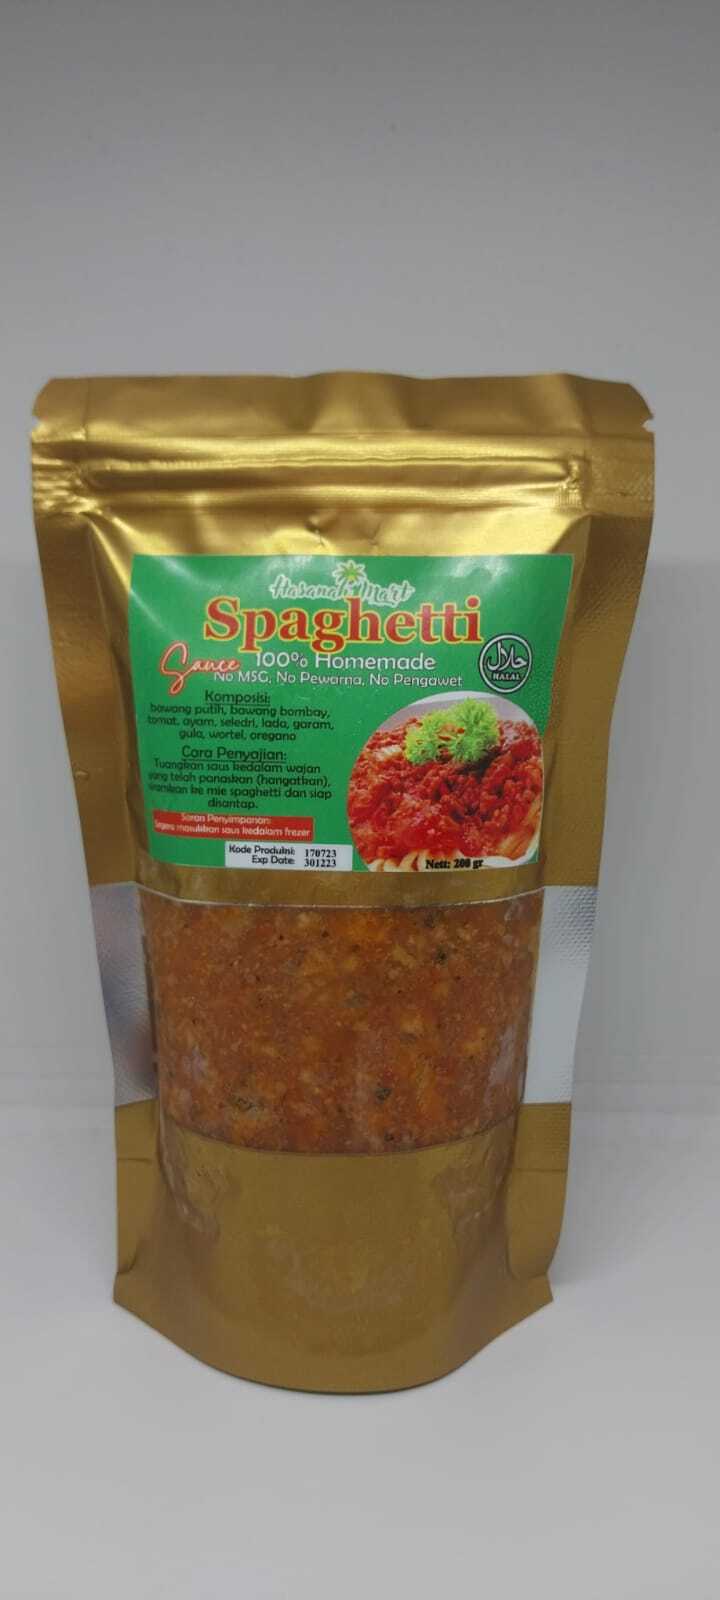 Hasanah Mart
Spaghetti
Sauce 100% Homemade
No MSG, No Pewarna, No Pengawet
حلال
HALAL
Komposisi:
bawang putih, bawang bombay,
tomat, ayam, seledri, lada, garam,
gula, wortel, oregano
Cara Penyajian:
Tuangkan saus kedalam wajan
yang telah panaskan (hangatkan),
siramkan ke mie spaghetti dan siap
disantap.
Saran Penyimpanan:
Segera masukkan saus kedalam frezer
Kode Produksi: 170723
Exp Date: 301223
Nett: 200 gr